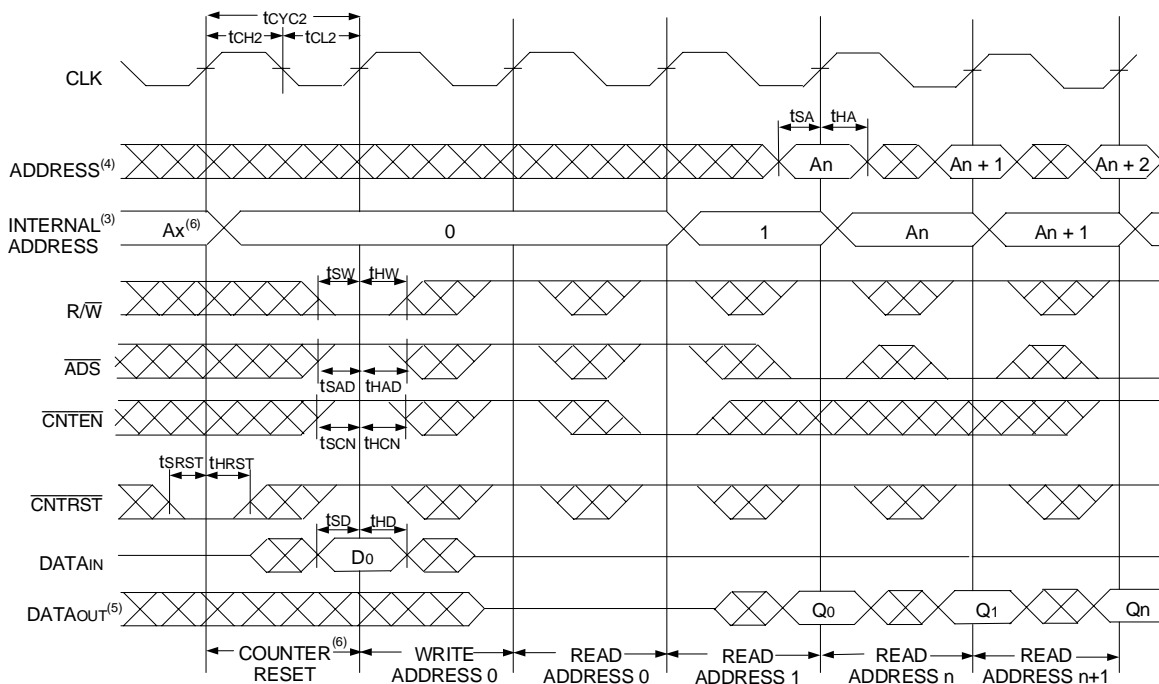 tCYC2
tCH2 tCL2
CLK
tSA tHA
ADDRESS(4) An An + 1 An + 2
INTERNAL(3) ADDRESS Ax(6) 0 1 An An + 1
tSW tHW
R/W
ADS
tSAD tHAD
CNTEN
tSCN tHCN
tSRST tHRST
CNTRST
tSD tHD
DATAIN D0
DATAOUT(5) Q0 Q1 Qn
COUNTER(6) RESET
WRITE ADDRESS 0
READ ADDRESS 0
READ ADDRESS 1
READ ADDRESS n
READ ADDRESS n+1